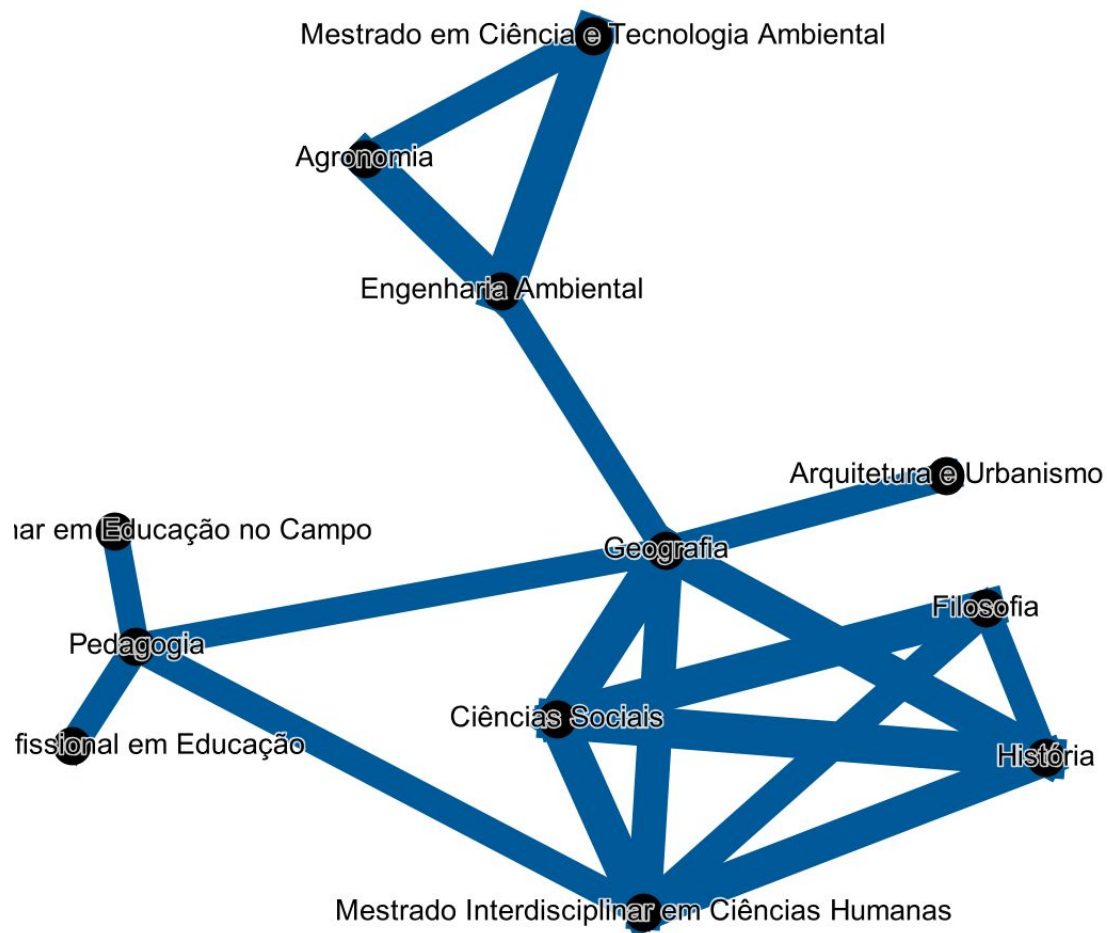 Mestrado em Ciência e Tecnologia Ambiental
Agronomia
Engenharia Ambiental
Arquitetura e Urbanismo
nar em Educação no Campo
Geografia
Filosofia
Pedagogia
Ciências Sociais
fissional em Educação
História
Mestrado Interdisciplinar em Ciências Humanas